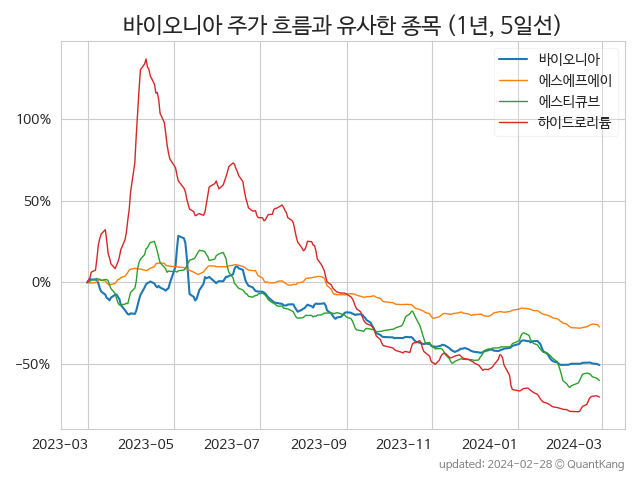 바이오니아 주가 흐름과 유사한 종목 (1년, 5일선)
바이오니아
에스에프에이
에스티큐브
하이드로리튬
100%
50%
0%
−50%
2023-03 2023-05 2023-07 2023-09 2023-11 2024-01 2024-03
updated: 2024-02-28 © QuantKang